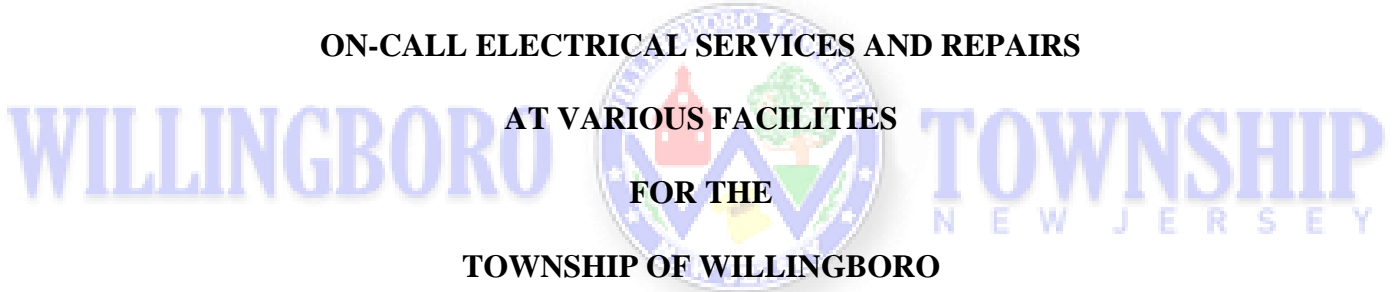 ON-CALL ELECTRICAL SERVICES AND REPAIRS
AT VARIOUS FACILITIES
WILLINGBORO TOWNSHIP
NEW JERSEY
FOR THE
TOWNSHIP OF WILLINGBORO